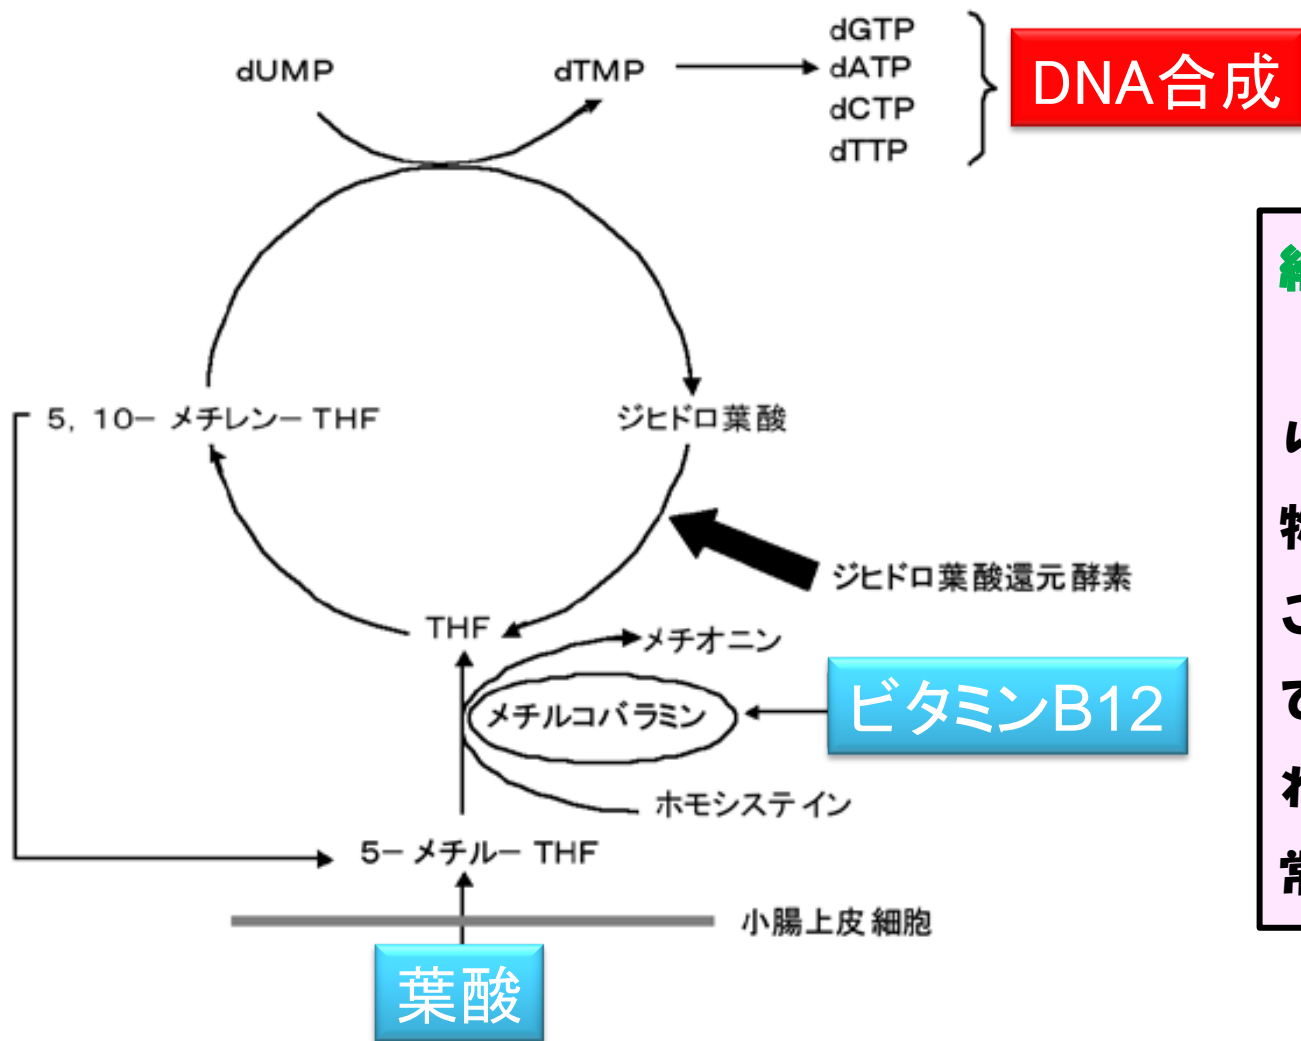 dUMP
dTMP
dGTP
dATP
dCTP
dTTP
DNA合成
5, 10－メチレン－THF
ジヒドロ葉酸
ジヒドロ葉酸還元酵素
THF
メチオニン
メチルコバラミン
ビタミンB12
ホモシステイン
5－メチル－THF
小腸上皮細胞
葉酸